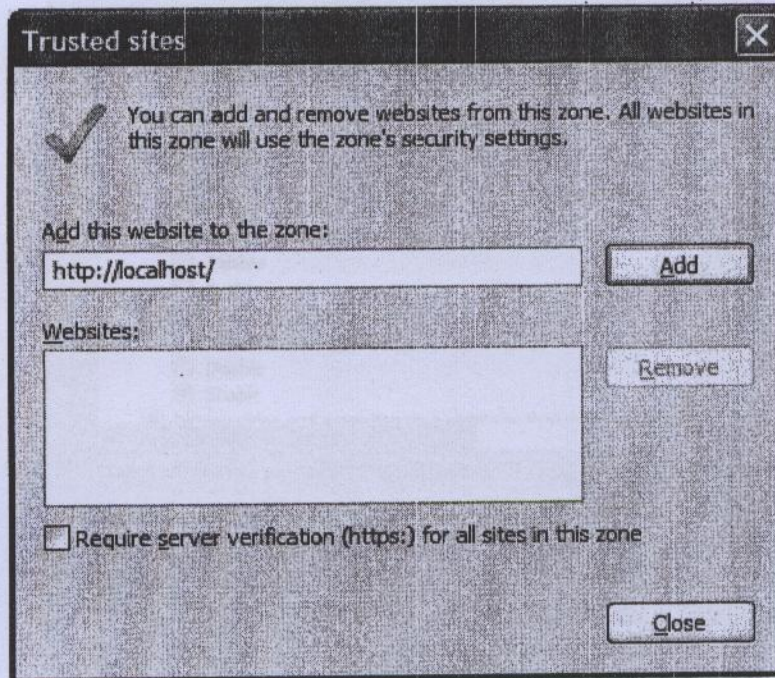 Trusted sites
You can add and remove websites from this zone. All websites in
this zone will use the zone's security settings.
Add this website to the zone:
http://localhost/
Add
Websites:
Remove
Require server verification (https:) for all sites in this zone
Close